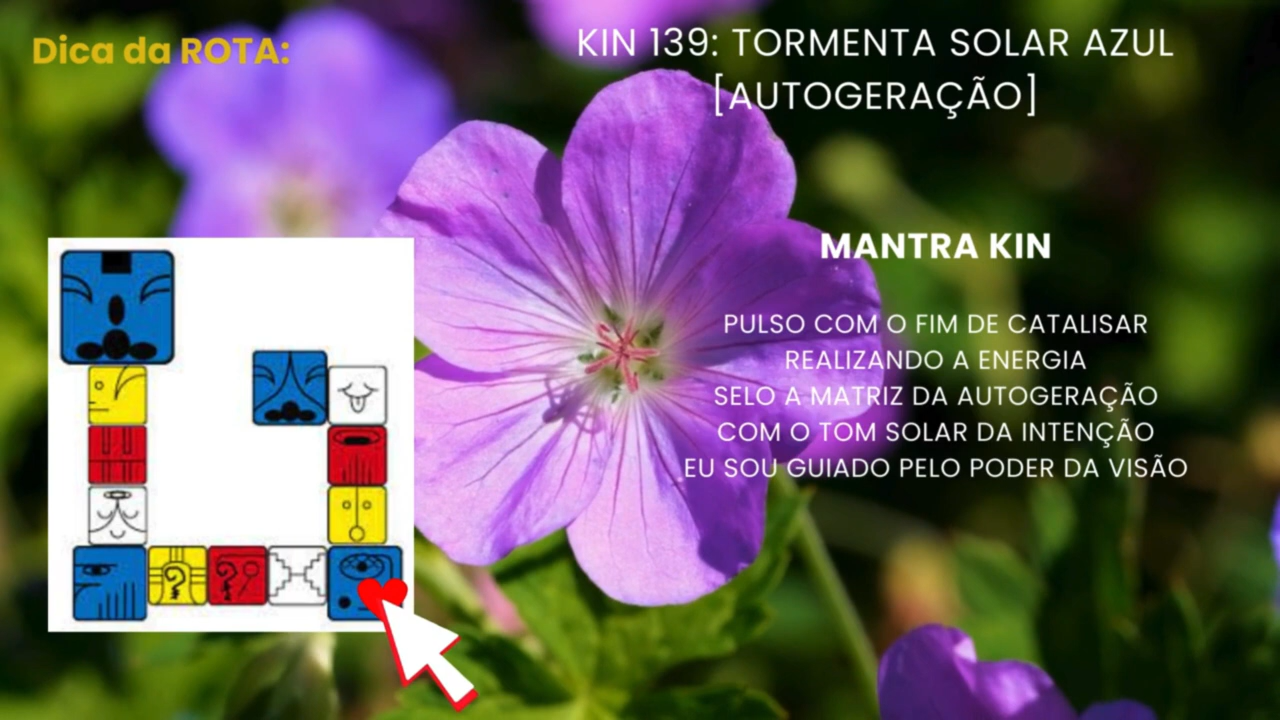 Dica da ROTA:
KIN 139: TORMENTA SOLAR AZUL
[AUTOGERAÇÃO]
MANTRA KIN
PULSO COM O FIM DE CATALISAR
REALIZANDO A ENERGIA
SELO A MATRIZ DA AUTOGERAÇÃO
COM O TOM SOLAR DA INTENÇÃO
EU SOU GUIADO PELO PODER DA VISÃO